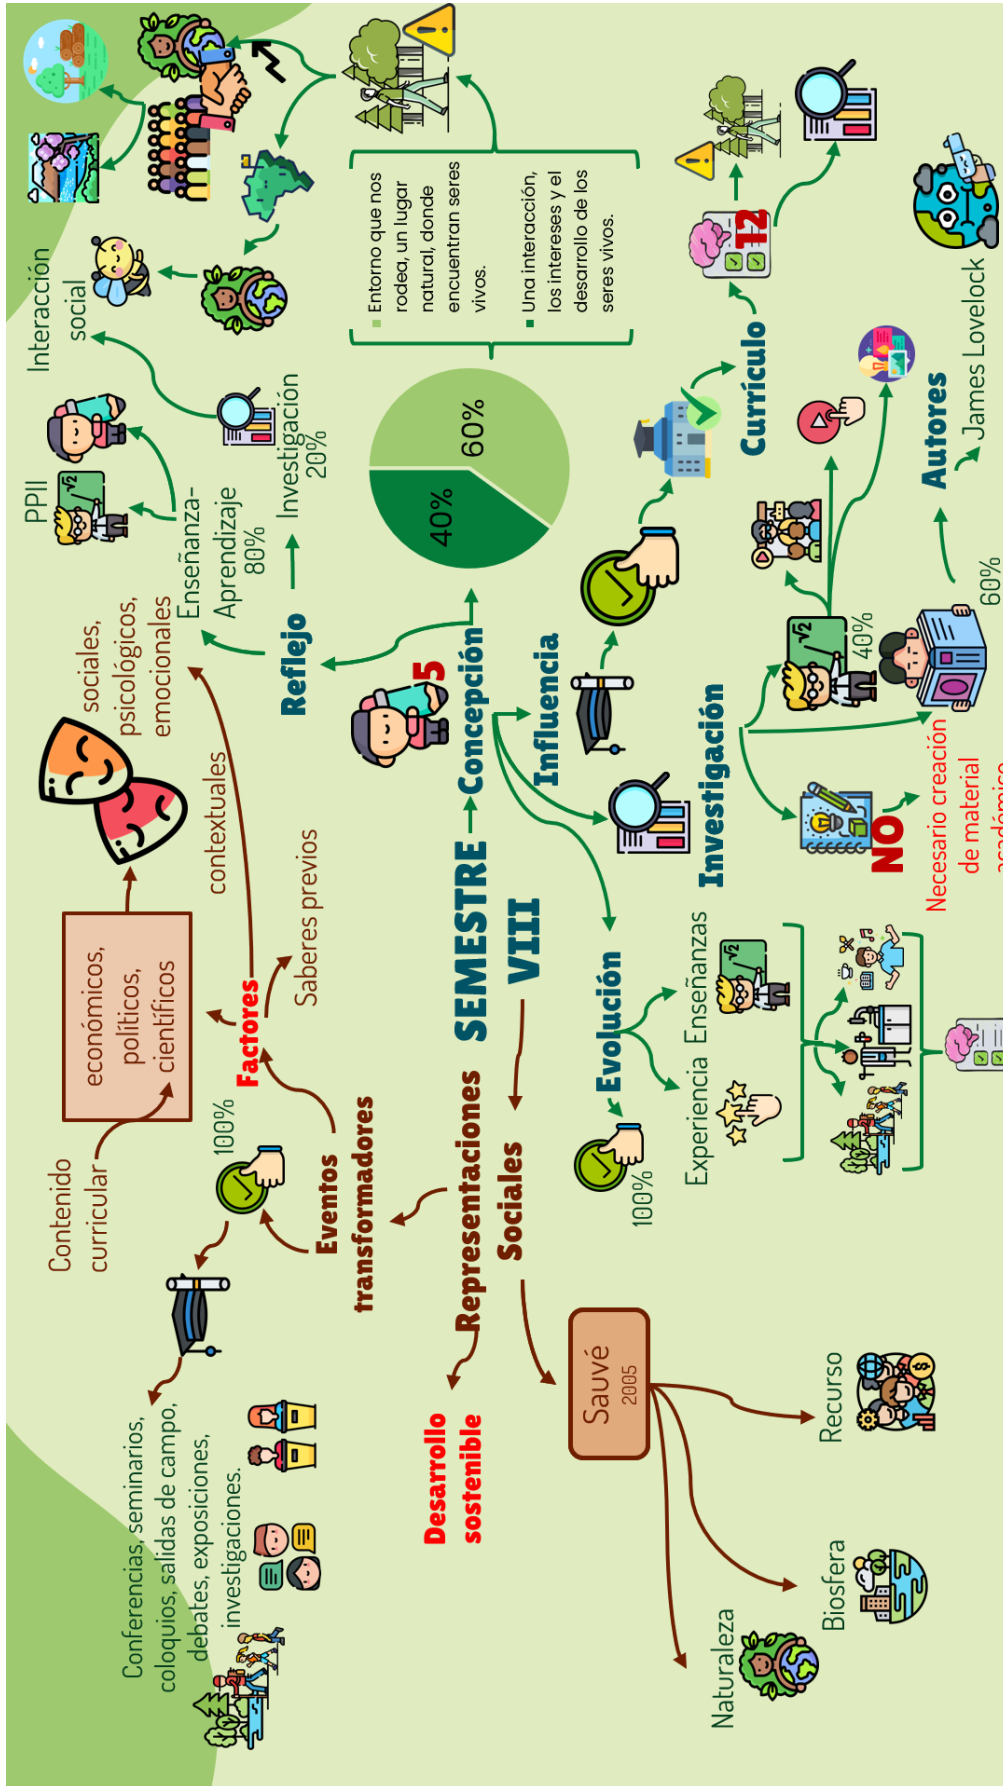 Conferencias, seminarios,
coloquios, salidas de campo,
debates, exposiciones,
investigaciones.
Contenido
curricular
económicos,
políticos,
científicos
sociales,
psicológicos,
emocionales
contextuales
100%
Factores
Saberes previos
Eventos
transformadores
Desarrollo
sostenible
Representaciones
Sociales
Sauvé
2005
Naturaleza
Biosfera
Recurso
SEMESTRE
VIII
Concepción
5
Reflejo
Enseñanza-
Aprendizaje
80%
PPII
Investigación
20%
Interacción
social
40%
60%
Entorno que nos
rodea, un lugar
natural, donde
encuentran seres
vivos.
Una interacción,
los intereses y el
desarrollo de los
seres vivos.
Influencia
Currículo
12
Evolución
100%
Experiencia
Enseñanzas
√2
√2
√2
Investigación
NO
Necesario creación
de material
académico
40%
60%
Autores
James Lovelock